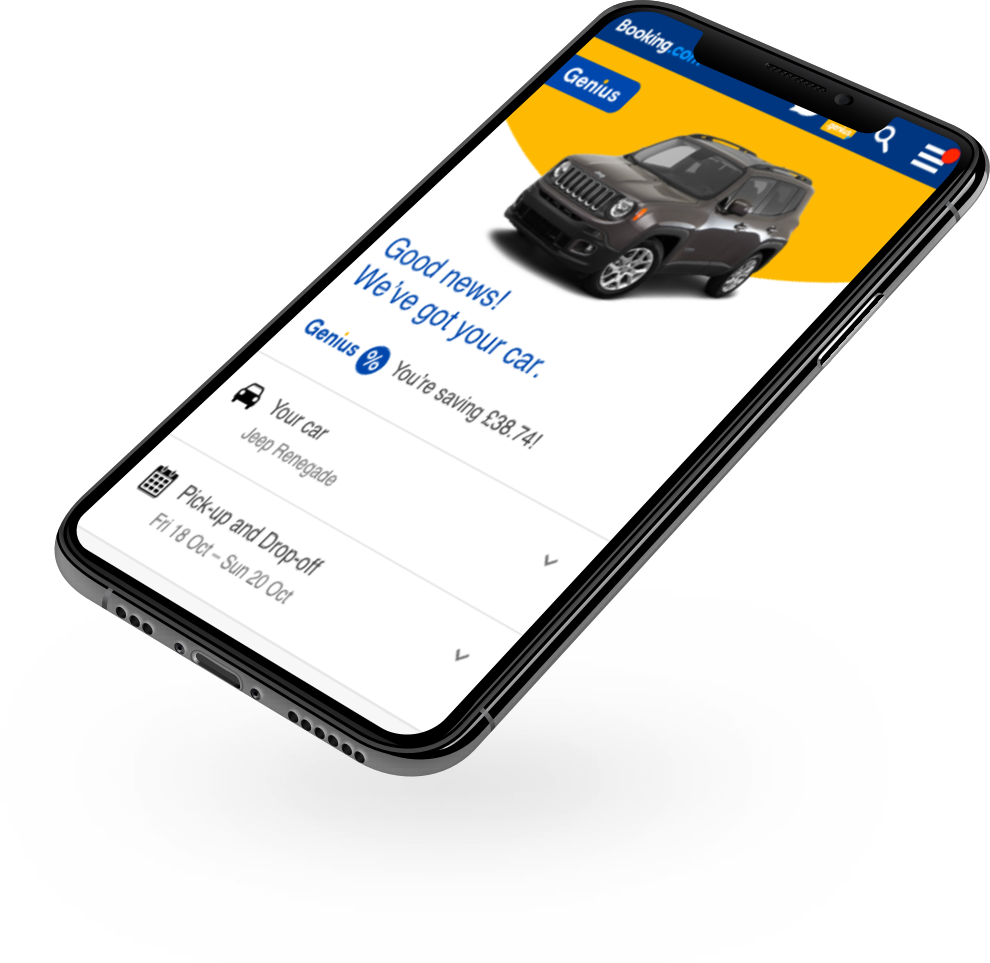 Booking.com
genius
Genius
Good news!
We've got your car.
Genius % You're saving £38.74!
Your car
Jeep Renegade
Pick-up and Drop-off
Fri 18 Oct – Sun 20 Oct